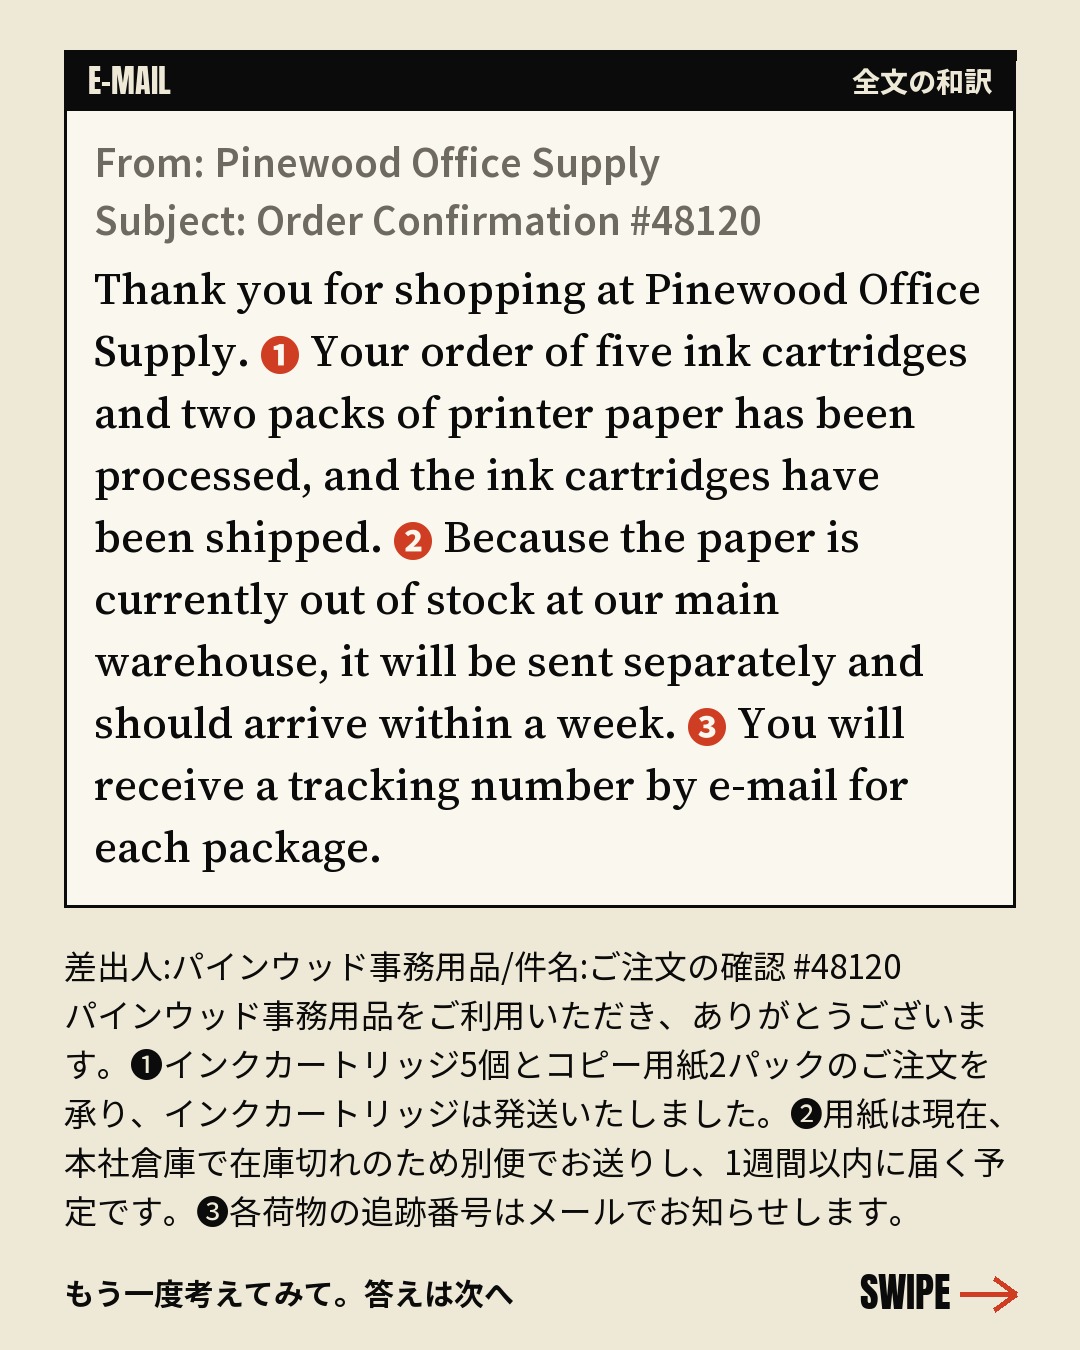 E-MAIL
全文の和訳
From: Pinewood Office Supply
Subject: Order Confirmation #48120
Thank you for shopping at Pinewood Office
Supply. ❶ Your order of five ink cartridges
and two packs of printer paper has been
processed, and the ink cartridges have
been shipped. ❷ Because the paper is
currently out of stock at our main
warehouse, it will be sent separately and
should arrive within a week. ❸ You will
receive a tracking number by e-mail for
each package.
差出人:パインウッド事務用品/件名:ご注文の確認 #48120
パインウッド事務用品をご利用いただき、ありがとうございま
す。❶インクカートリッジ5個とコピー用紙2パックのご注文を
承り、インクカートリッジは発送いたしました。❷用紙は現在、
本社倉庫で在庫切れのため別便でお送りし、1週間以内に届く予
定です。❸各荷物の追跡番号はメールでお知らせします。
もう一度考えてみて。答えは次へ
SWIPE